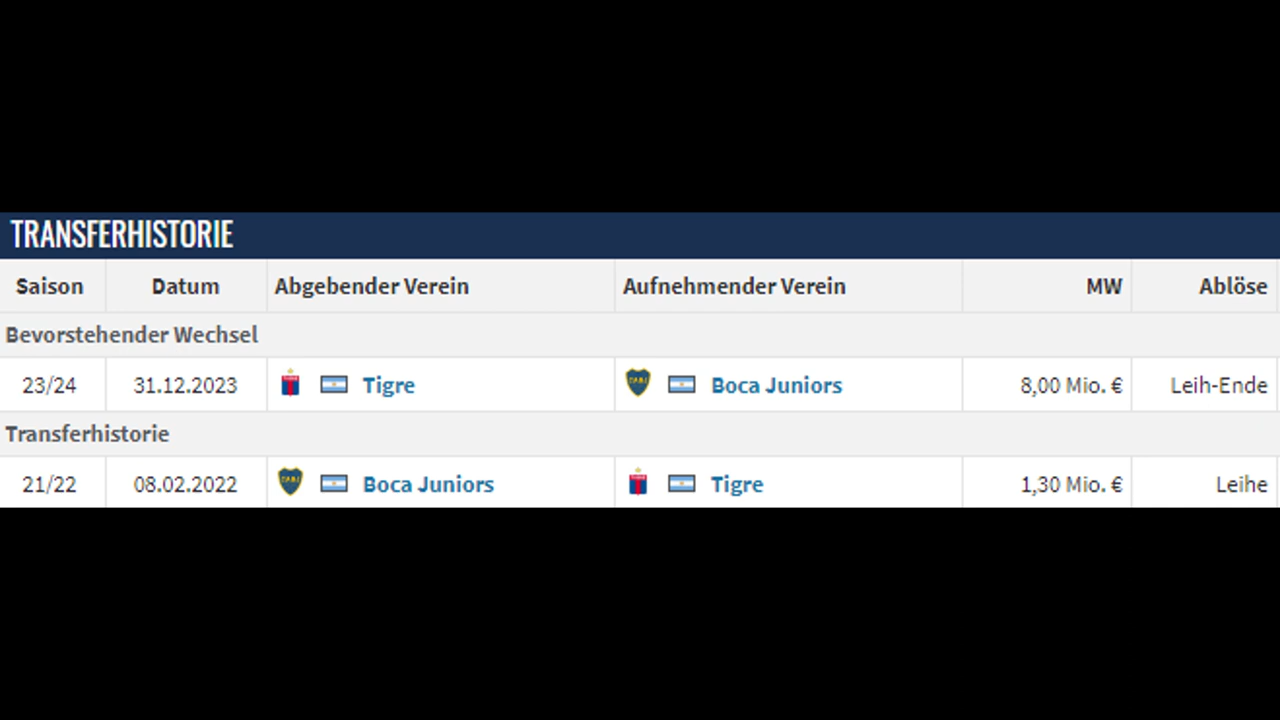 TRANSFERHISTORIE
Saison Datum Abgebender Verein Aufnehmender Verein MW Ablöse
Bevorstehender Wechsel
23/24 31.12.2023 Tigre Boca Juniors 8,00 Mio. € Leih-Ende
Transferhistorie
21/22 08.02.2022 Boca Juniors Tigre 1,30 Mio. € Leihe